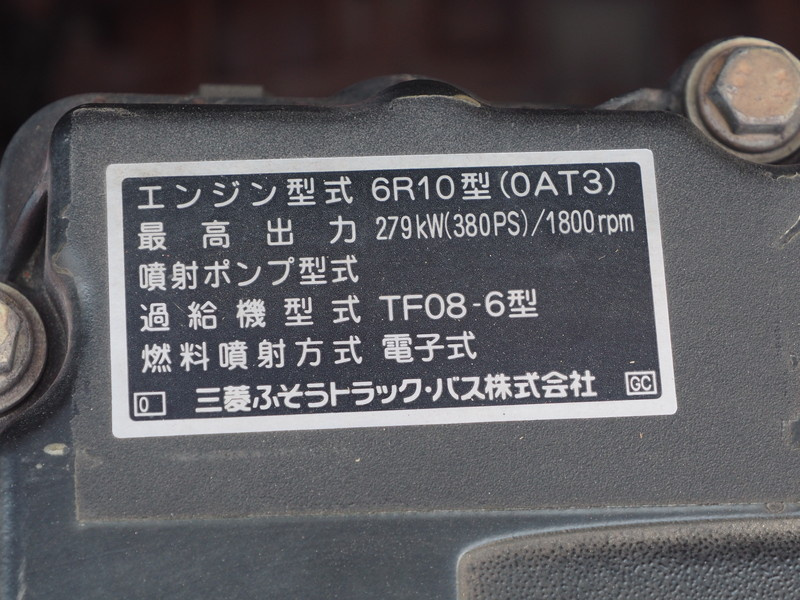 エンジン型式 6R10型(0AT3)
最高出力 279kW(380PS)/1800rpm
噴射ポンプ型式
過給機型式 TF08-6型
燃料噴射方式 電子式
0 三菱ふそうトラック・バス株式会社 GC